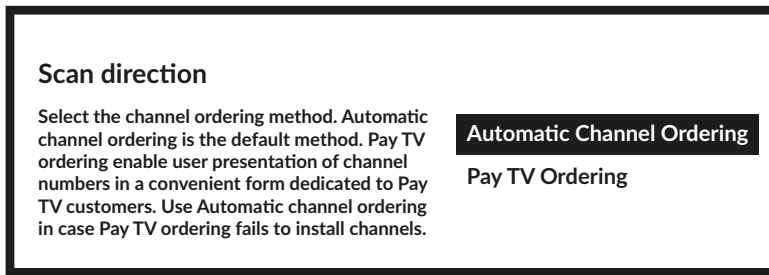 Scan direction
Select the channel ordering method. Automatic
channel ordering is the default method. Pay TV
ordering enable user presentation of channel
numbers in a convenient form dedicated to Pay
TV customers. Use Automatic channel ordering
in case Pay TV ordering fails to install channels.
Automatic Channel Ordering
Pay TV Ordering